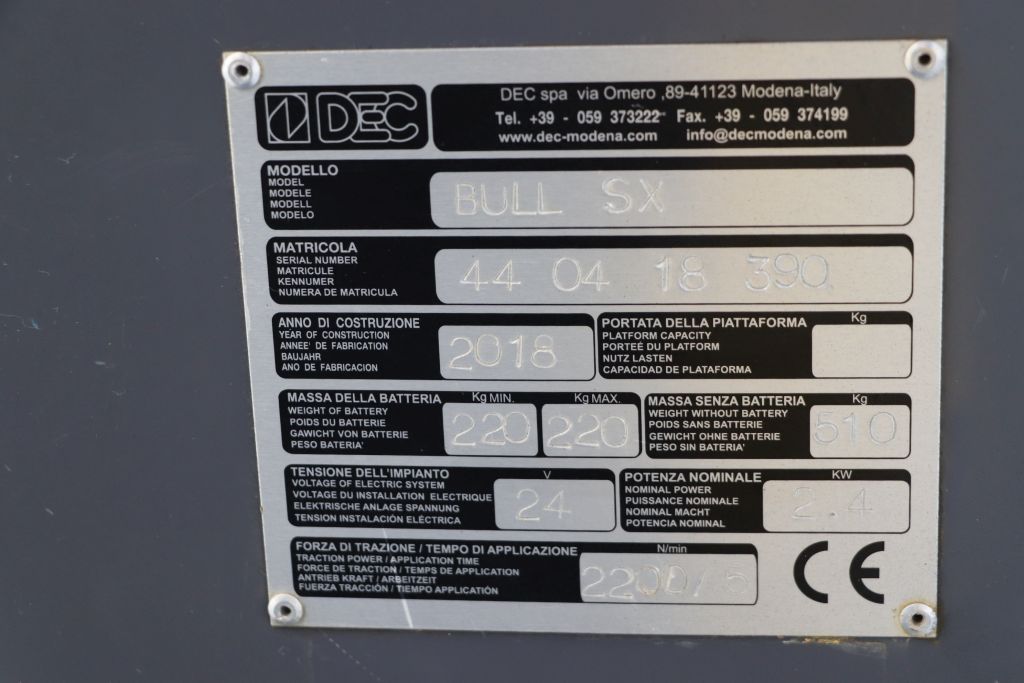 DEC
DEC spa via Omero ,89-41123 Modena-Italy
Tel. +39 - 059 373222 Fax. +39 - 059 374199
www.dec-modena.com info@decmodena.com
MODELLO
MODEL
MODELE
MODELL
MODELO
BULL SX
MATRICOLA
SERIAL NUMBER
MATRICULE
KENNUMER
NUMERA DE MATRICULA
44 04 18 390
ANNO DI COSTRUZIONE
YEAR OF CONSTRUCTION
ANNEE' DE FABRICATION
BAUJAHR
ANO DE FABRICACION
2018
PORTATA DELLA PIATTAFORMA
PLATFORM CAPACITY
PORTEÉ DU PLATFORM
NUTZ LASTEN
CAPACIDAD DE PLATAFORMA
Kg
MASSA DELLA BATTERIA
WEIGHT OF BATTERY
POIDS DU BATTERIE
GAWICHT VON BATTERIE
PESO BATERIA'
Kg MIN.
220
Kg MAX.
220
MASSA SENZA BATTERIA
WEIGHT WITHOUT BATTERY
POIDS SANS BATTERIE
GEWICHT OHNE BATTERIE
PESO SIN BATERIA'
Kg
510
TENSIONE DELL'IMPIANTO
VOLTAGE OF ELECTRIC SYSTEM
VOLTAGE DU INSTALLATION ELECTRIQUE
ELEKTRISCHE ANLAGE SPANNUNG
TENSION INSTALACIÓN ELÉCTRICA
V
24
POTENZA NOMINALE
NOMINAL POWER
PUISSANCE NOMINALE
NOMINAL MACHT
POTENCIA NOMINAL
KW
2.4
FORZA DI TRAZIONE / TEMPO DI APPLICAZIONE
TRACTION POWER / APPLICATION TIME
FORCE DE TRACTION / TEMPS DE APPLICATION
ANTRIEB KRAFT / ARBEITZEIT
FUERZA TRACCIÓN / TIEMPO APPLICATIÓN
N/min
2200/5
CE